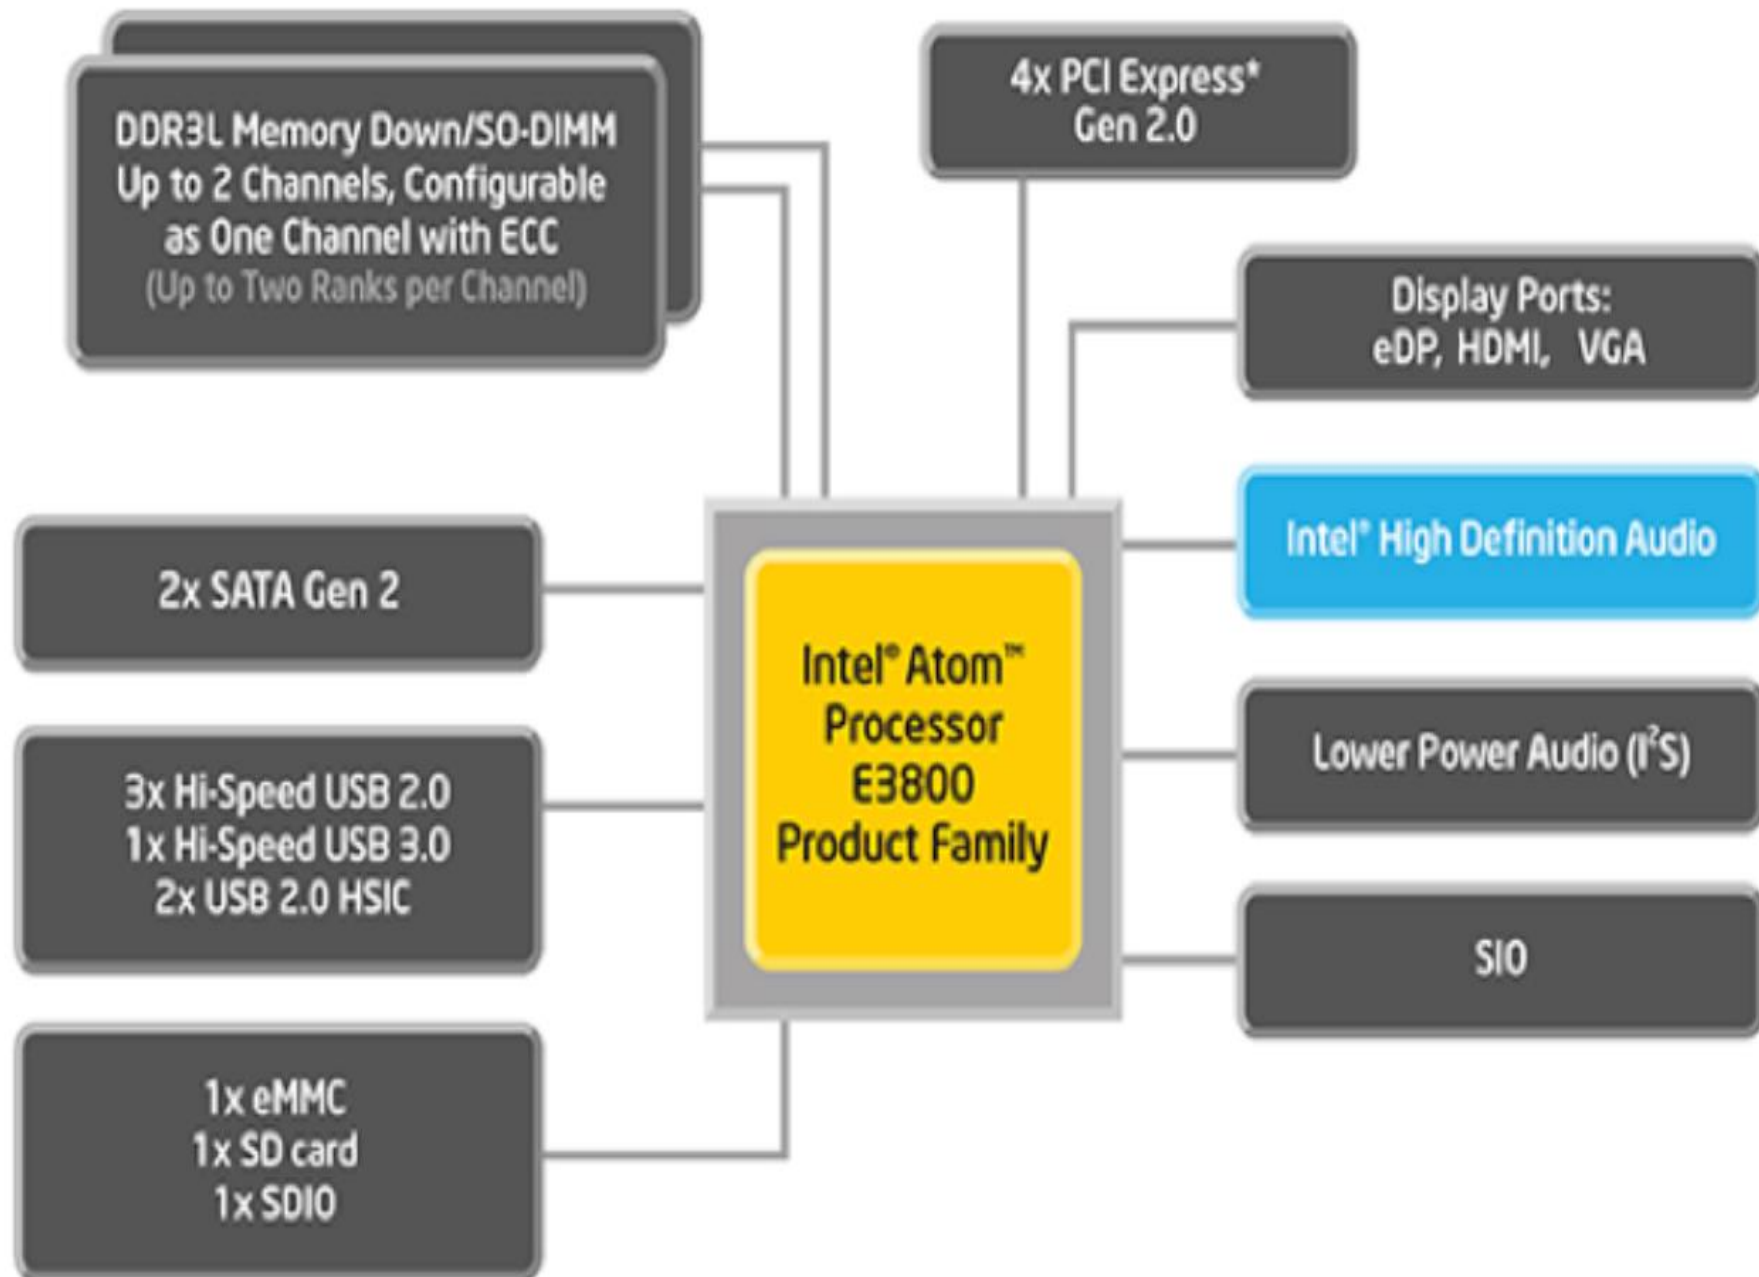 DDR3L Memory Down/SO-DIMM
Up to 2 Channels, Configurable
as One Channel with ECC
(Up to Two Ranks per Channel)
4x PCI Express*
Gen 2.0
Display Ports:
eDP, HDMI, VGA
Intel® High Definition Audio
2x SATA Gen 2
Intel® Atom™
Processor
E3800
Product Family
Lower Power Audio (I²S)
3x Hi-Speed USB 2.0
1x Hi-Speed USB 3.0
2x USB 2.0 HSIC
SIO
1x eMMC
1x SD card
1x SDIO